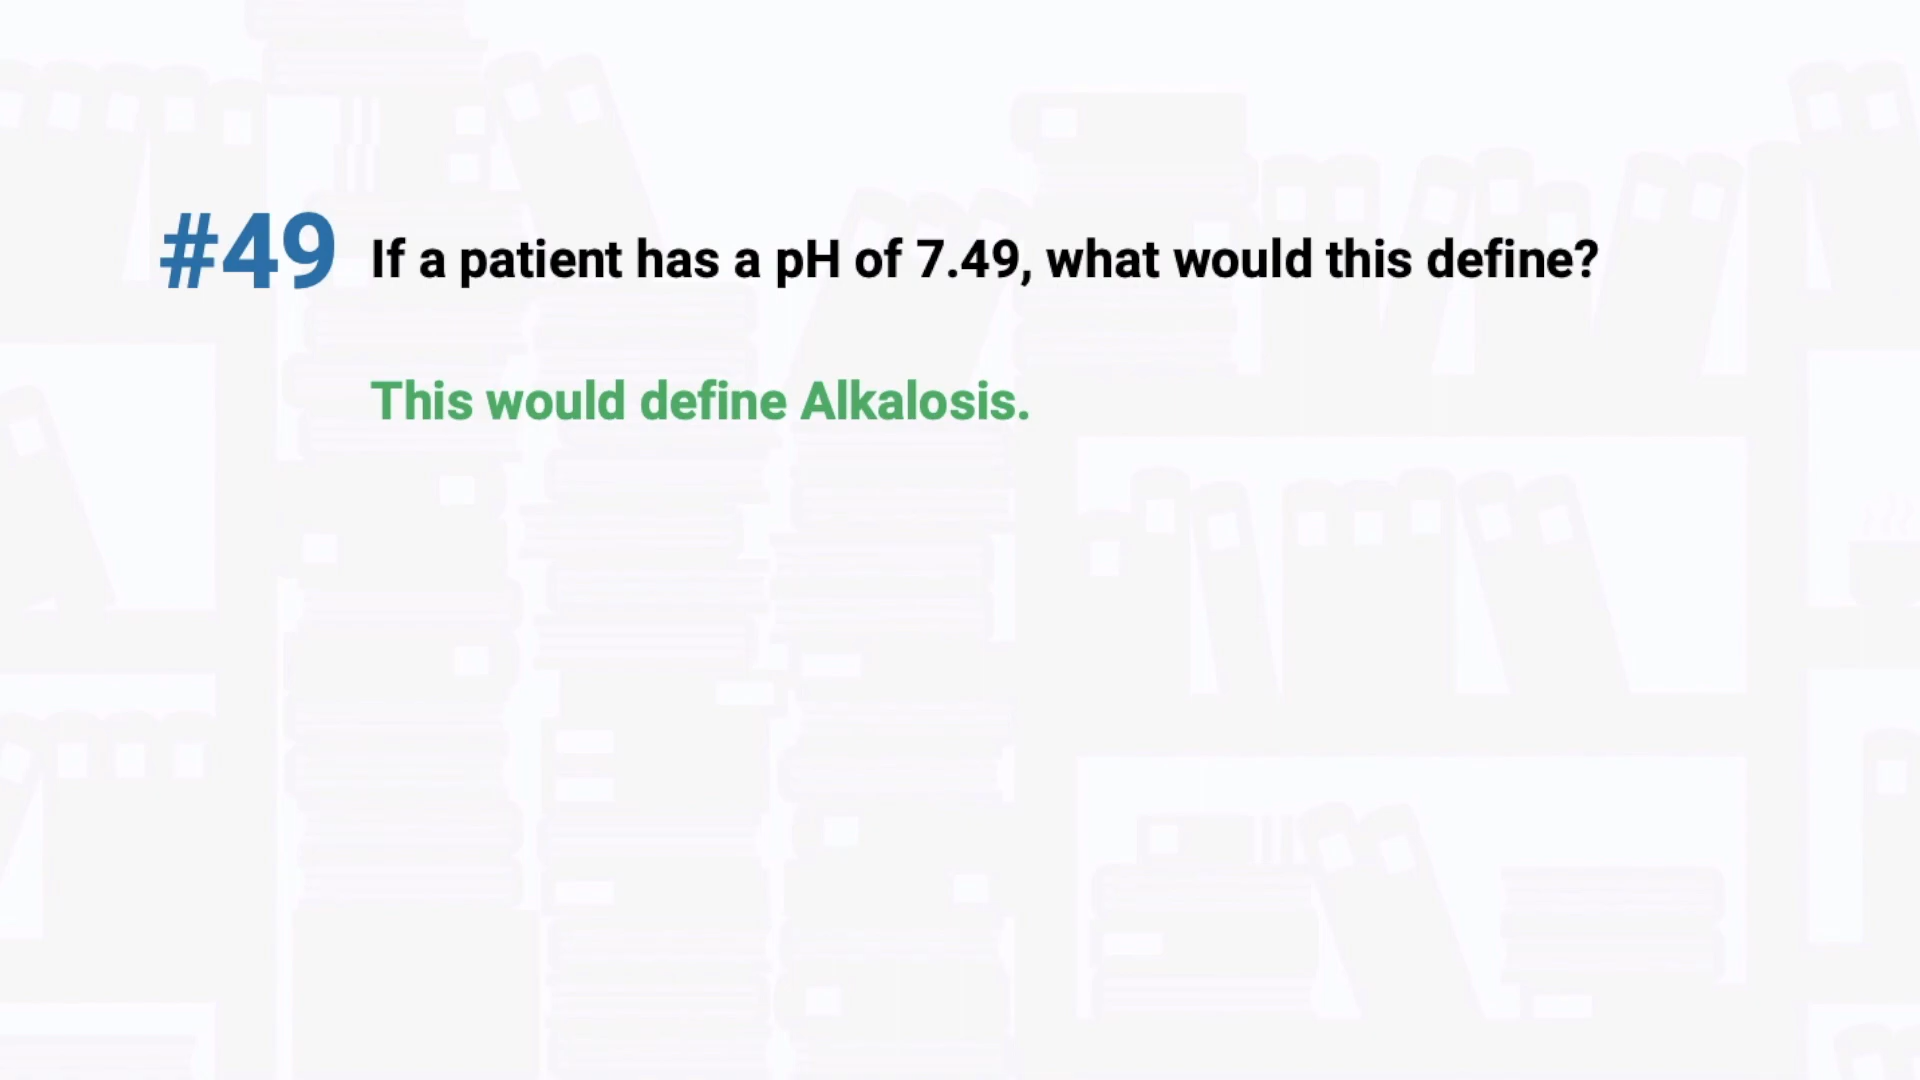 #49 If a patient has a pH of 7.49, what would this define?
This would define Alkalosis.